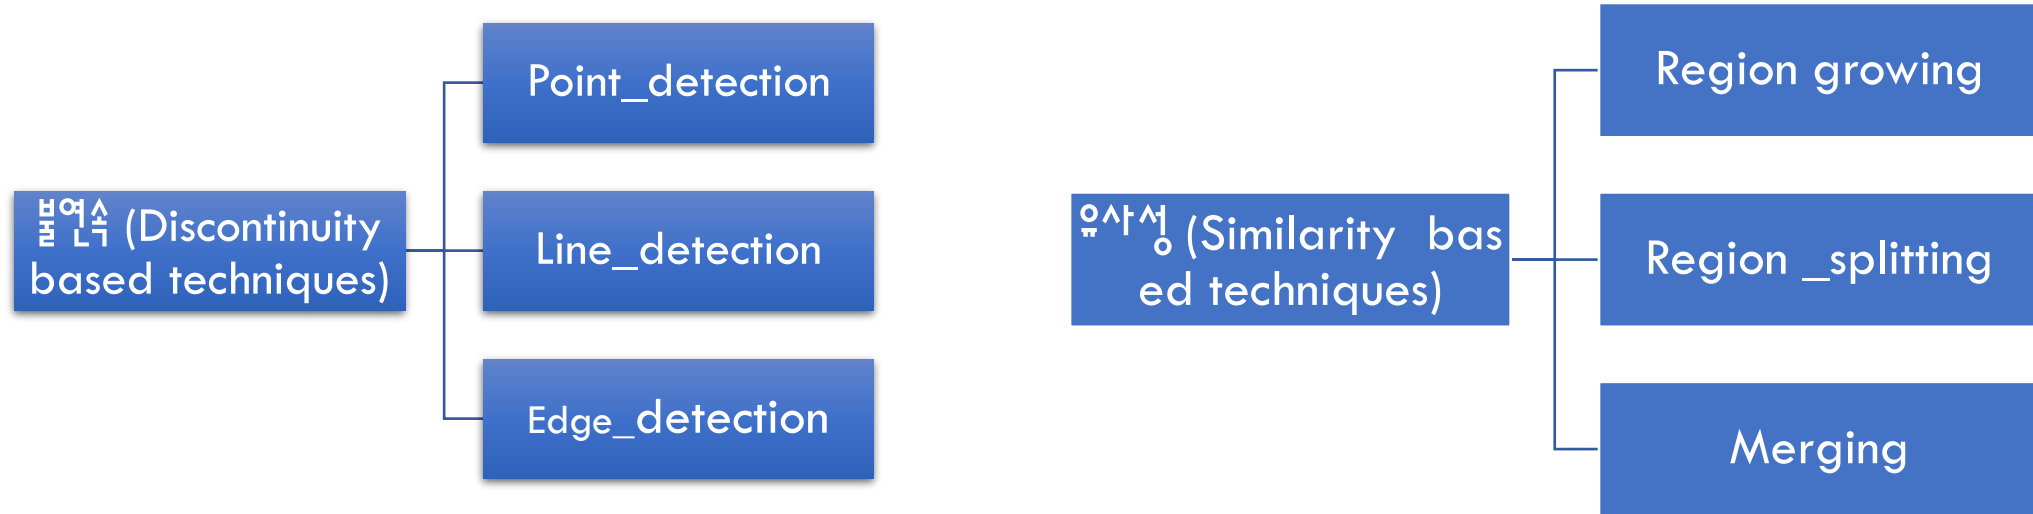 Point_detection
불연속 (Discontinuity
based techniques)
Line_detection
Edge_detection
Region growing
유사성 (Similarity bas
ed techniques)
Region _splitting
Merging